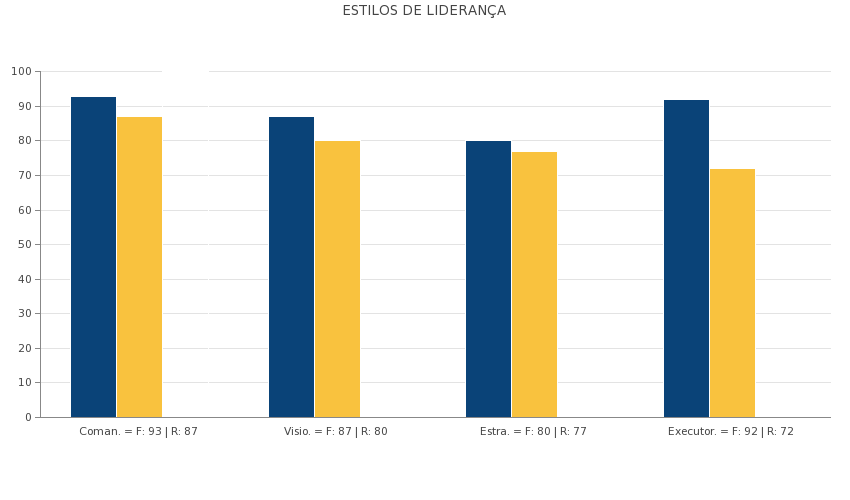 ESTILOS DE LIDERANÇA
100
90
80
70
60
50
40
30
20
10
0
Coman. = F: 93 | R: 87
Visio. = F: 87 | R: 80
Estra. = F: 80 | R: 77
Executor. = F: 92 | R: 72